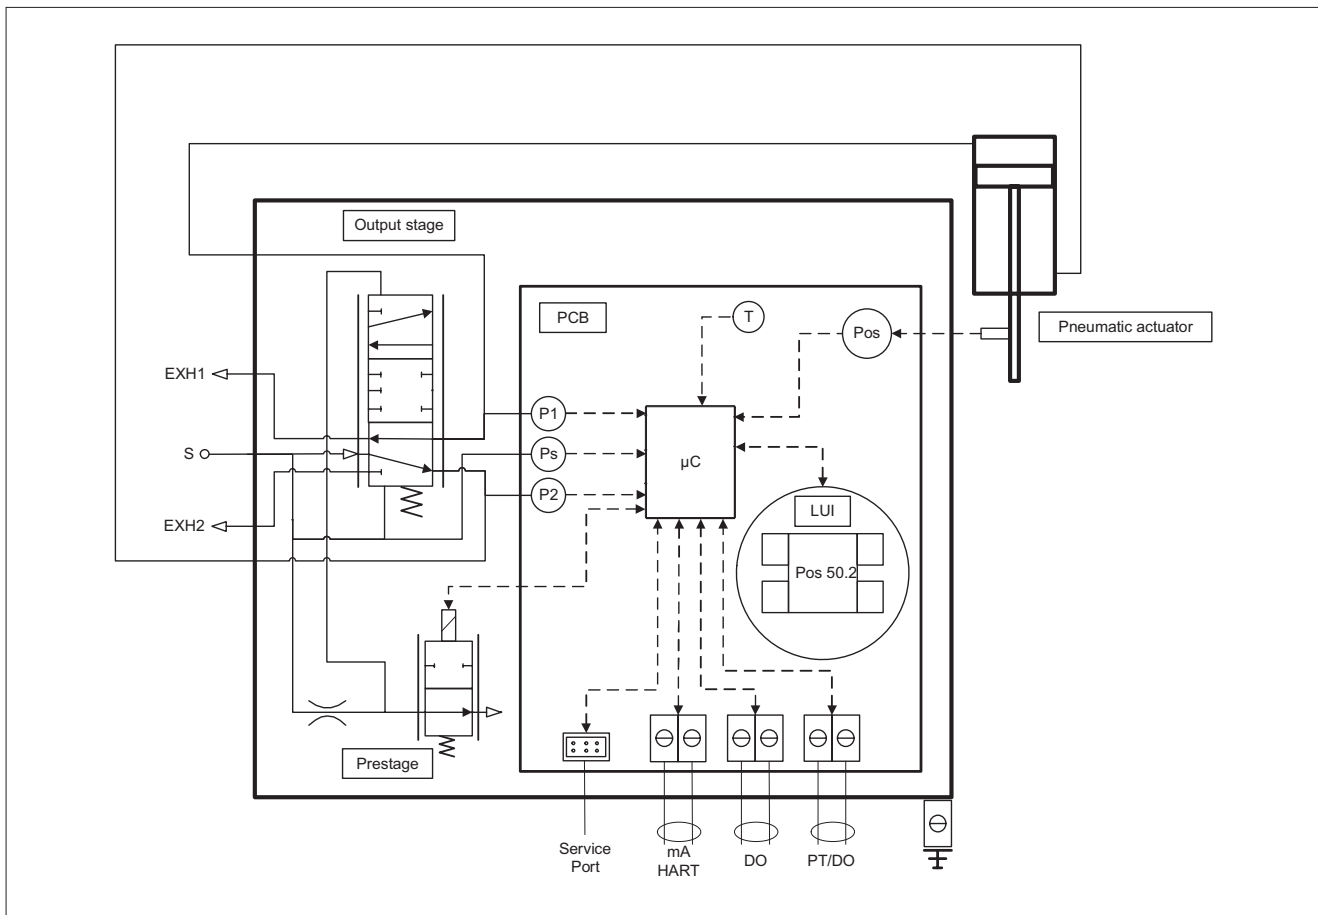 Output stage
PCB
T
Pos
Pneumatic actuator
EXH1
P1
S
Ps
µC
P2
LUI
EXH2
Pos 50.2
Prestage
Service
Port
mA
HART
DO
PT/DO